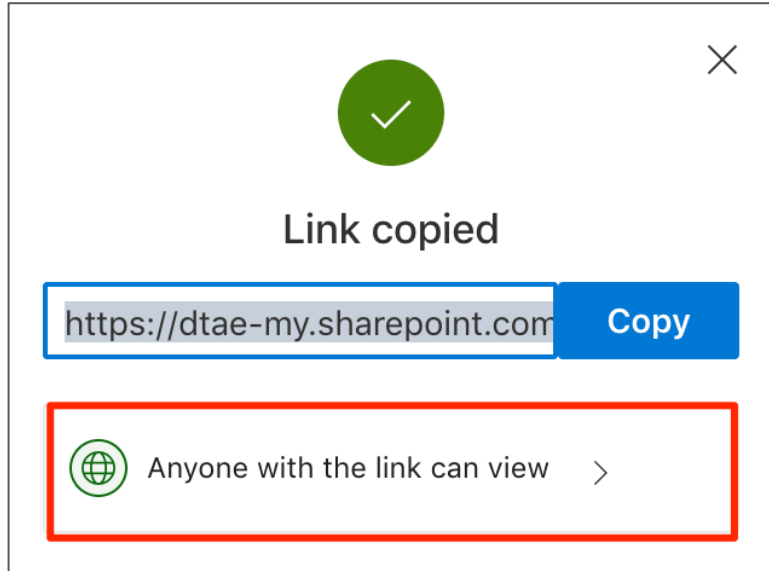 Link copied
https://dtae-my.sharepoint.com
Copy
Anyone with the link can view